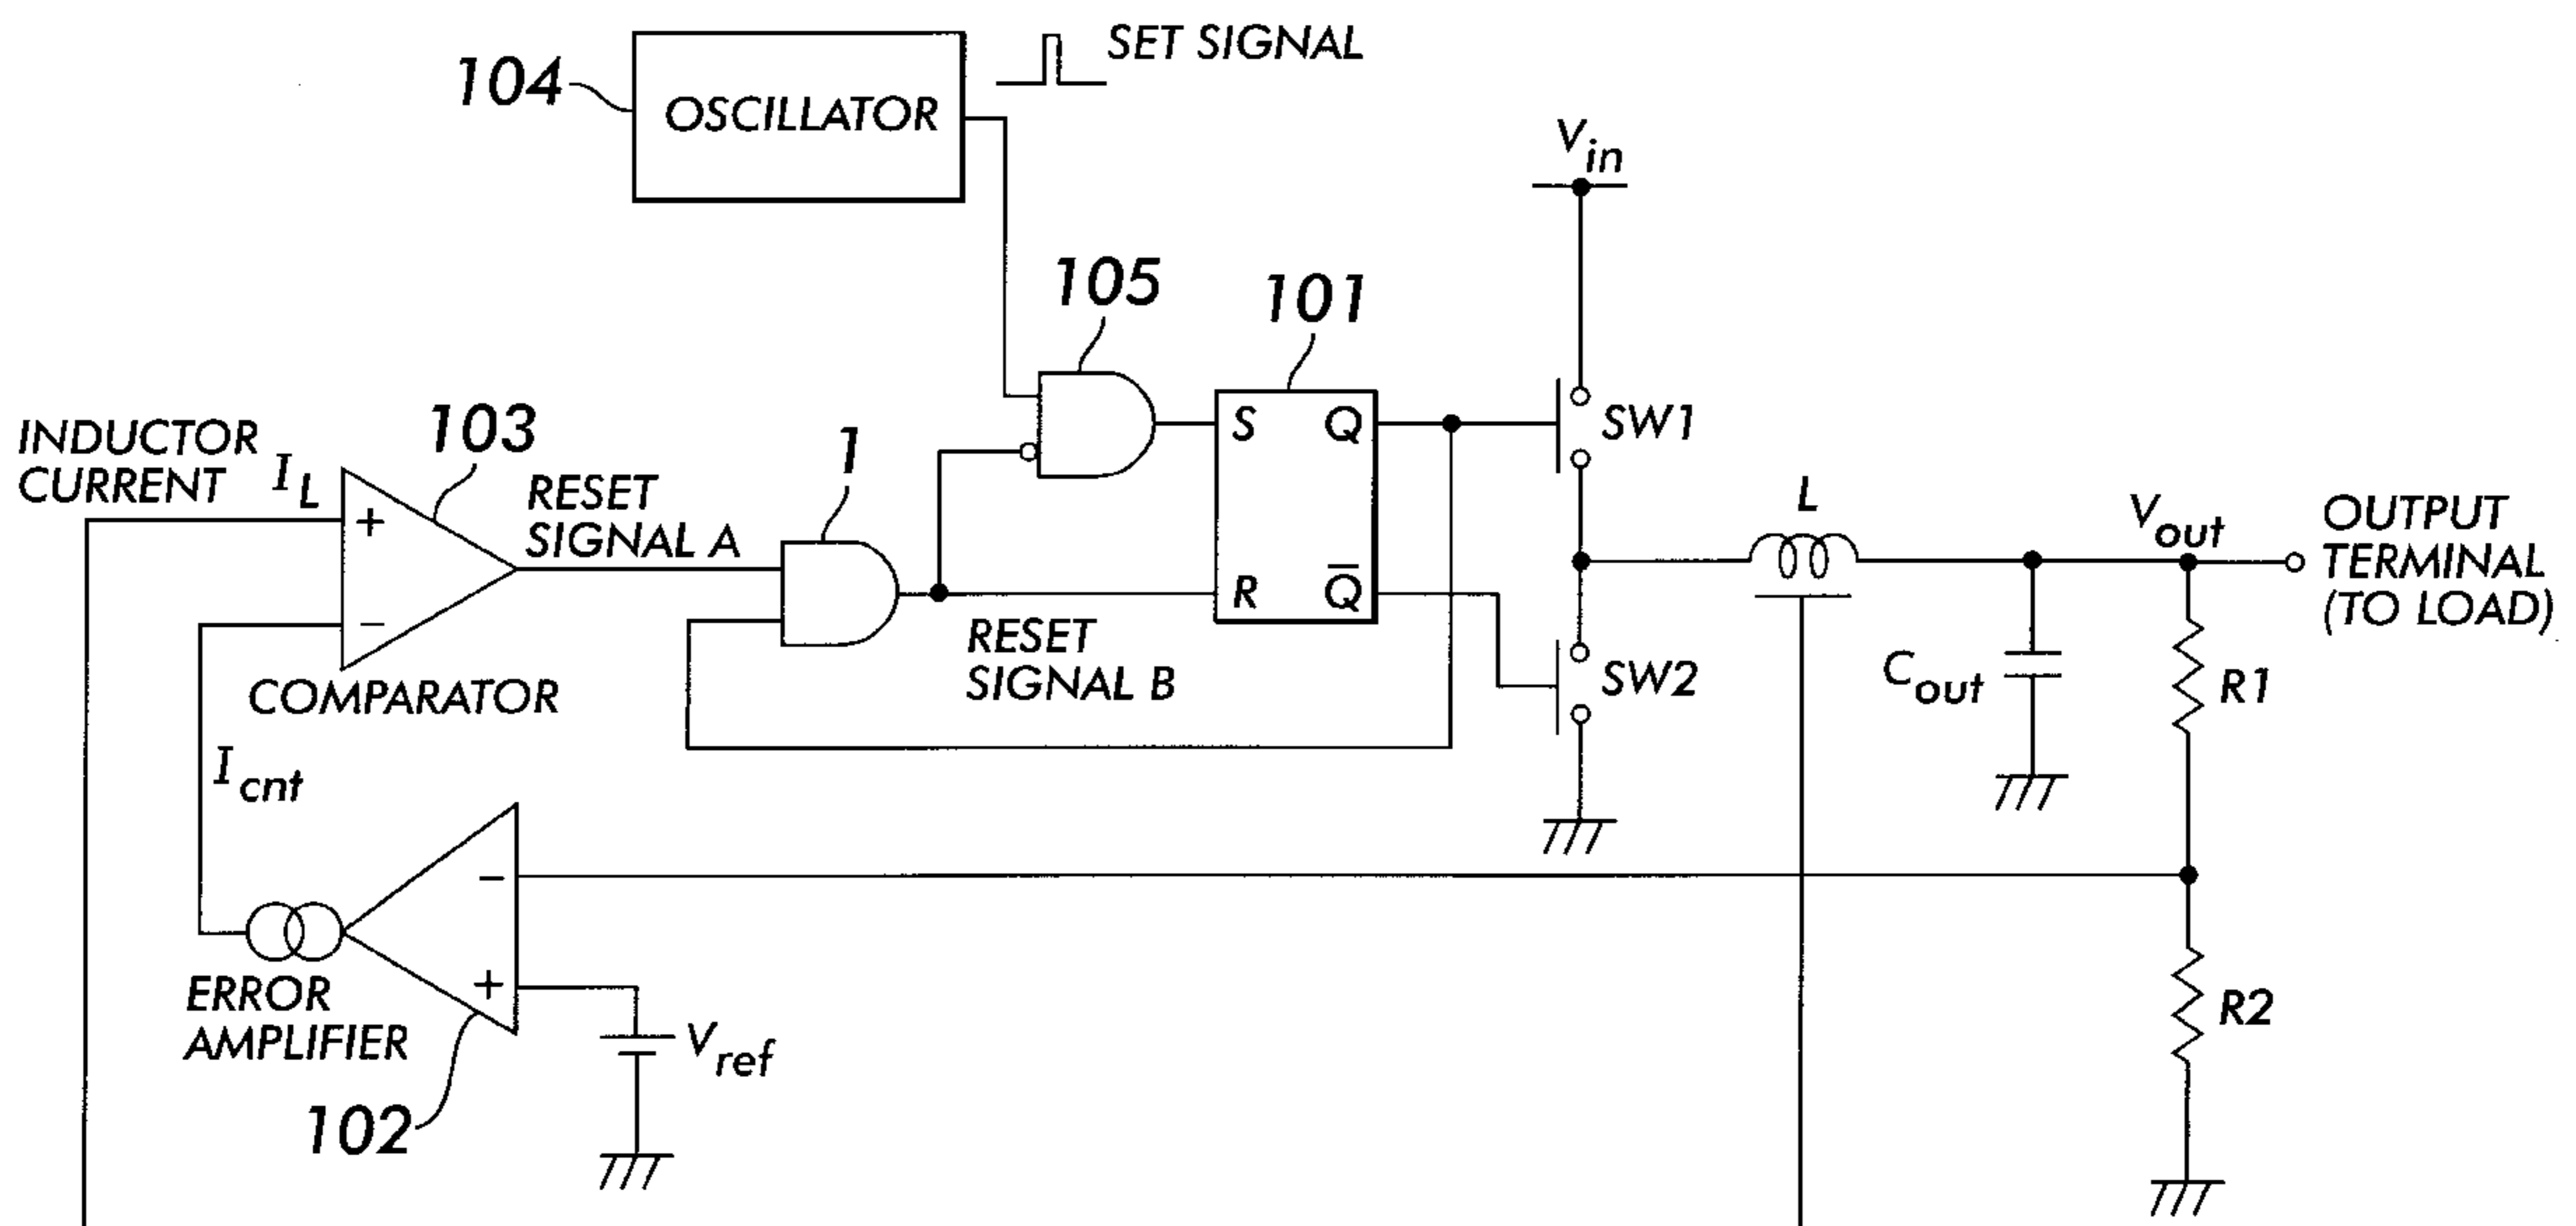 104
OSCILLATOR
SET SIGNAL
Vin
105
101
INDUCTOR
CURRENT
IL
103
+
−
COMPARATOR
RESET
SIGNAL A
1
RESET
SIGNAL B
S
Q
R
Q̅
SW1
SW2
L
Vout
OUTPUT
TERMINAL
(TO LOAD)
Cout
R1
R2
Icnt
−
+
ERROR
AMPLIFIER
102
Vref